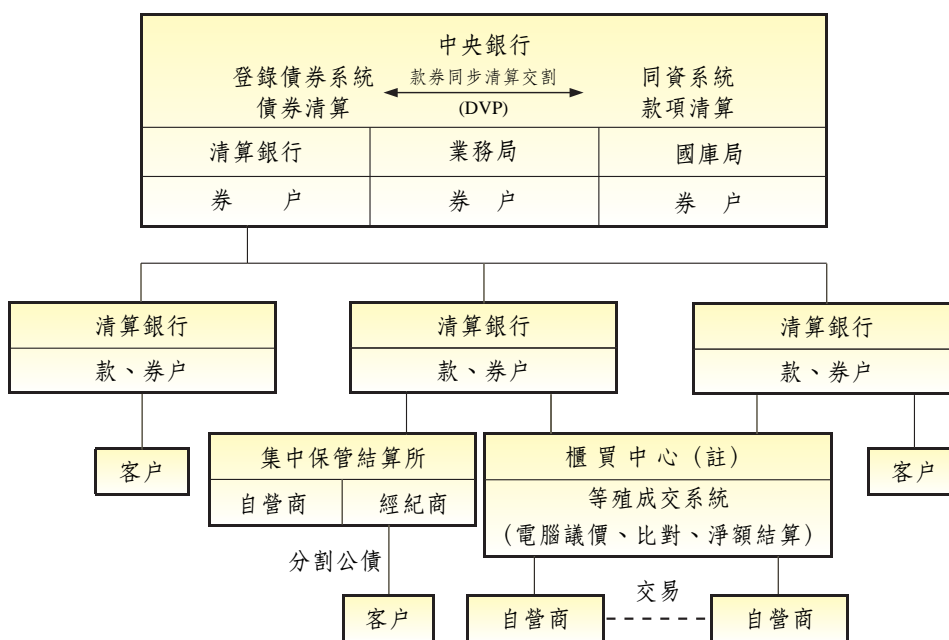 中央銀行
登錄債券系統 款券同步清算交割 同資系統
債券清算 (DVP) 款項清算
清算銀行 業務局 國庫局
券 戶 券 戶 券 戶
清算銀行 清算銀行 清算銀行
款、券戶 款、券戶 款、券戶
客戶 集中保管結算所 櫃買中心(註) 客戶
自營商 經紀商 等殖成交系統
(電腦議價、比對、淨額結算)
分割公債
交易
客戶 自營商 自營商